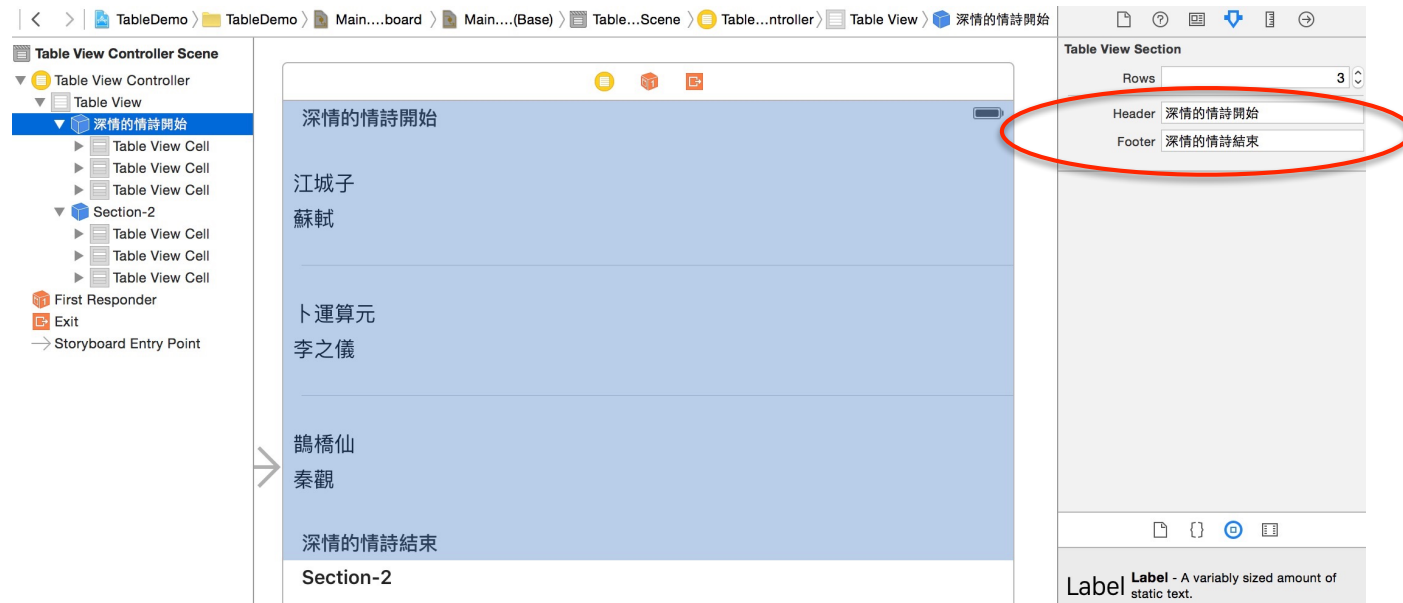 TableDemo 〉 TableDemo 〉 Main....board 〉 Main....(Base) 〉 Table...Scene 〉 Table...ntroller 〉 Table View 〉 深情的情詩開始
Table View Controller Scene
Table View Controller
Table View
深情的情詩開始
Table View Cell
Table View Cell
Table View Cell
Section-2
Table View Cell
Table View Cell
Table View Cell
First Responder
Exit
Storyboard Entry Point
深情的情詩開始
江城子
蘇軾
卜運算元
李之儀
鵲橋仙
秦觀
深情的情詩結束
Section-2
Table View Section
Rows 3
Header 深情的情詩開始
Footer 深情的情詩結束
{}
Label Label - A variably sized amount of
static text.